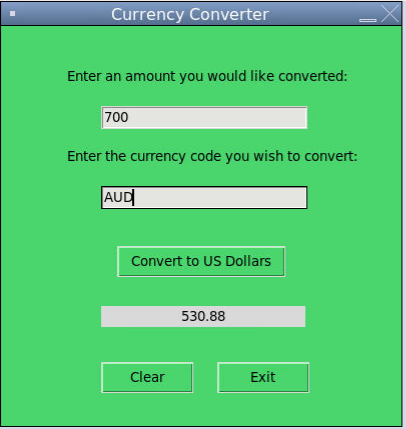 Currency Converter
Enter an amount you would like converted:
700
Enter the currency code you wish to convert:
AUD
Convert to US Dollars
530.88
Clear Exit